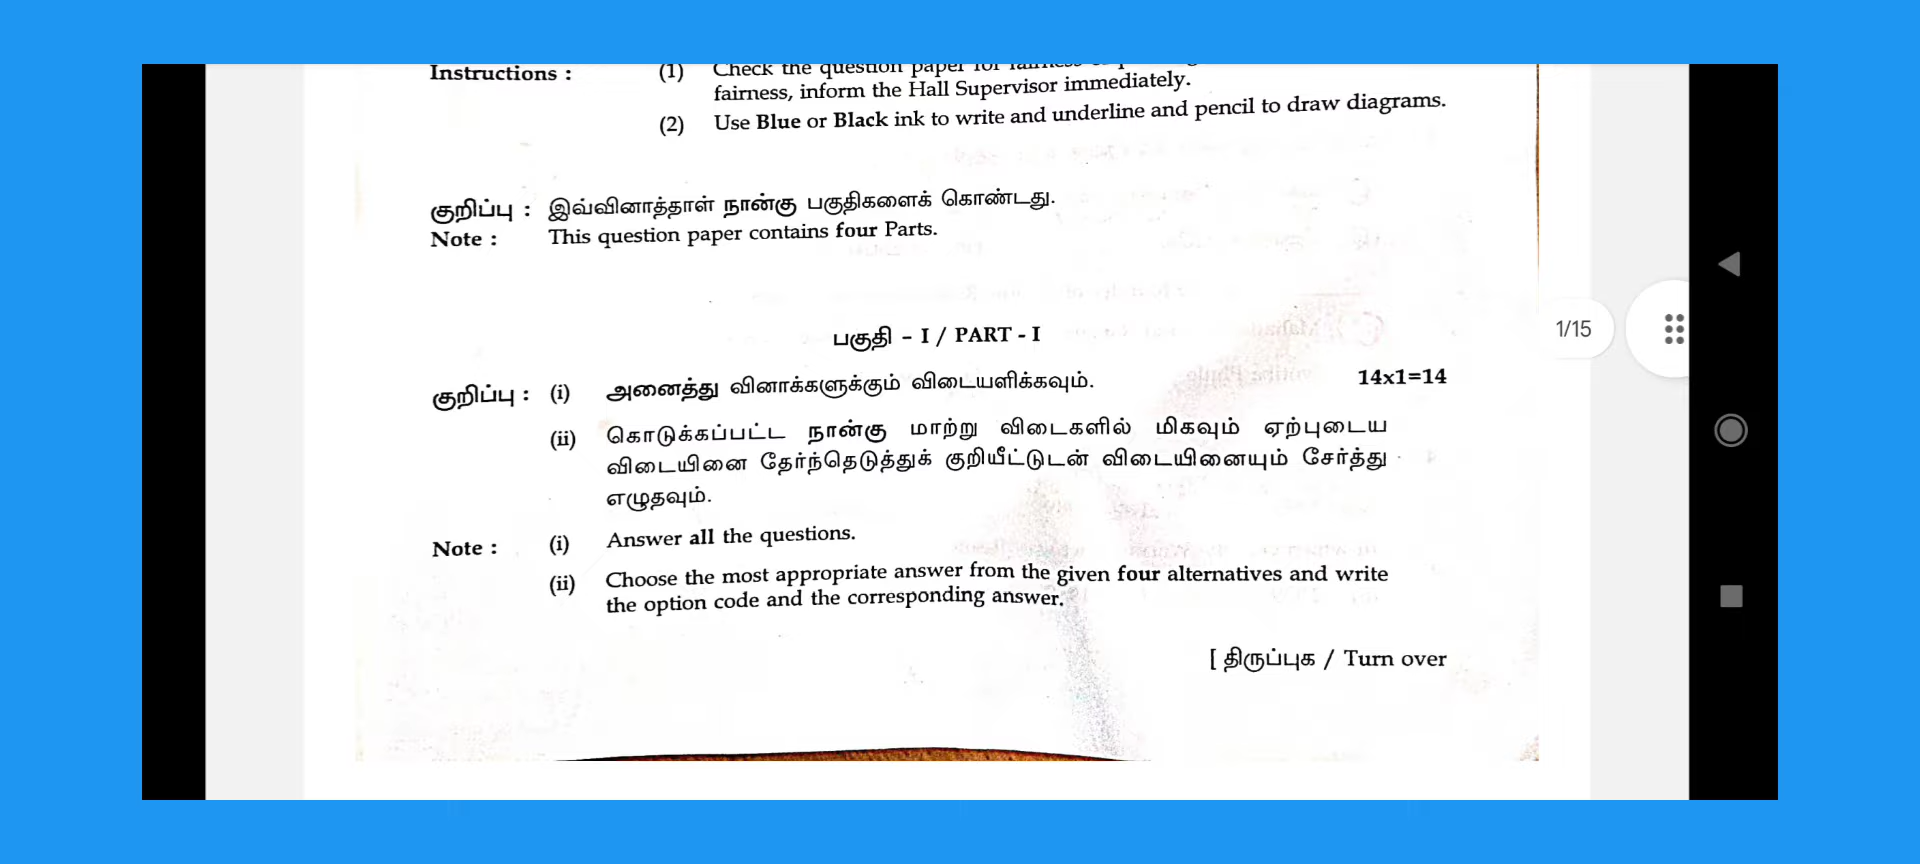 Instructions : (1) Check the question paper for fairness of
fairness, inform the Hall Supervisor immediately.
(2) Use Blue or Black ink to write and underline and pencil to draw diagrams.
குறிப்பு : இவ்வினாத்தாள் நான்கு பகுதிகளைக் கொண்டது.
Note : This question paper contains four Parts.
பகுதி – I / PART - I
1/15
குறிப்பு : (i) அனைத்து வினாக்களுக்கும் விடையளிக்கவும். 14x1=14
(ii) கொடுக்கப்பட்ட நான்கு மாற்று விடைகளில் மிகவும் ஏற்புடைய
விடையினை தேர்ந்தெடுத்துக் குறியீட்டுடன் விடையினையும் சேர்த்து
எழுதவும்.
Note : (i) Answer all the questions.
(ii) Choose the most appropriate answer from the given four alternatives and write
the option code and the corresponding answer.
[ திருப்புக / Turn over